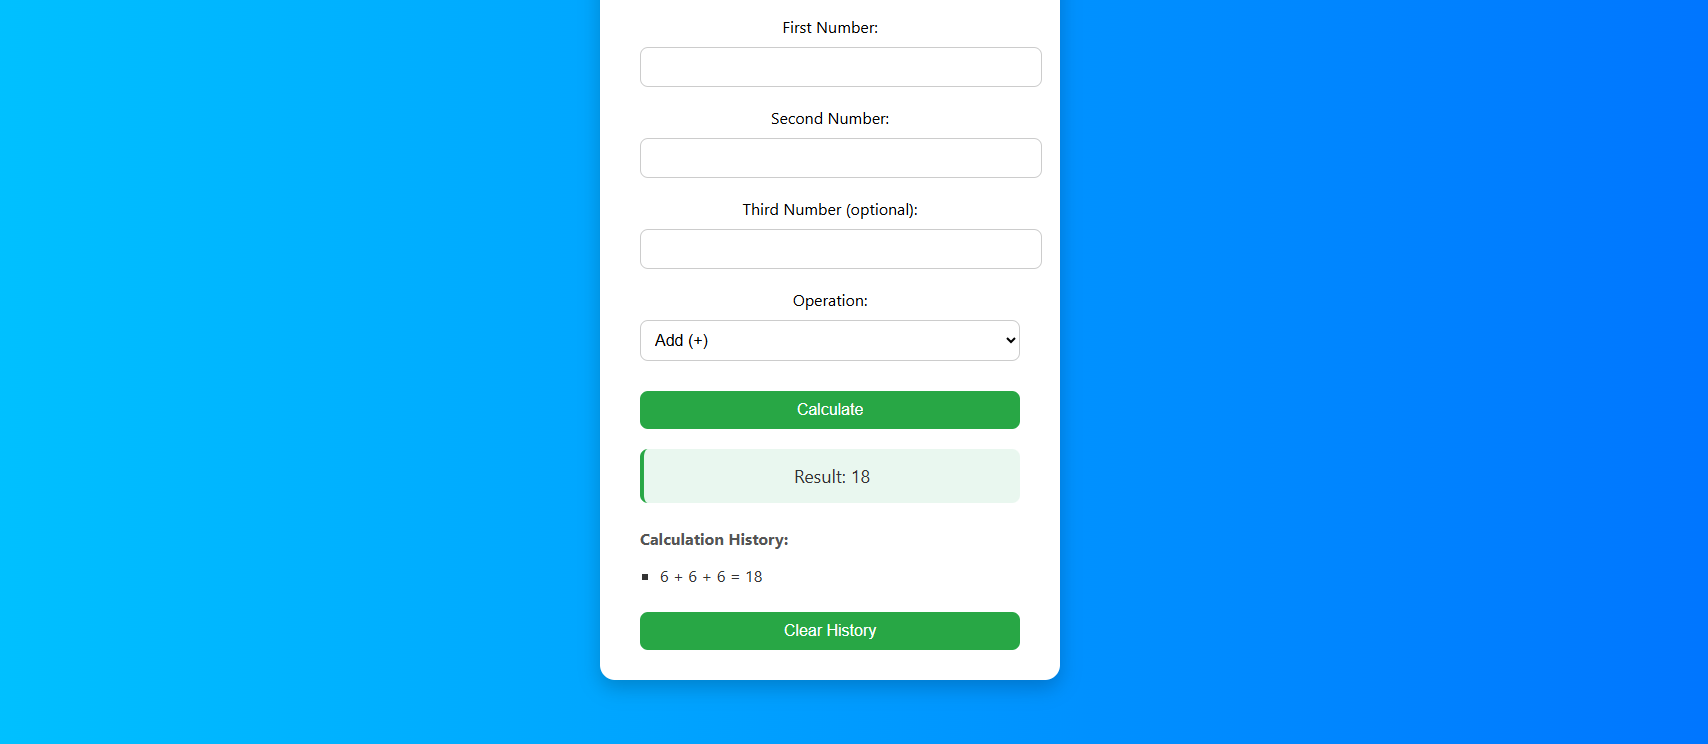 First Number:
Second Number:
Third Number (optional):
Operation:
Add (+)
Calculate
Result: 18
Calculation History:
6 + 6 + 6 = 18
Clear History